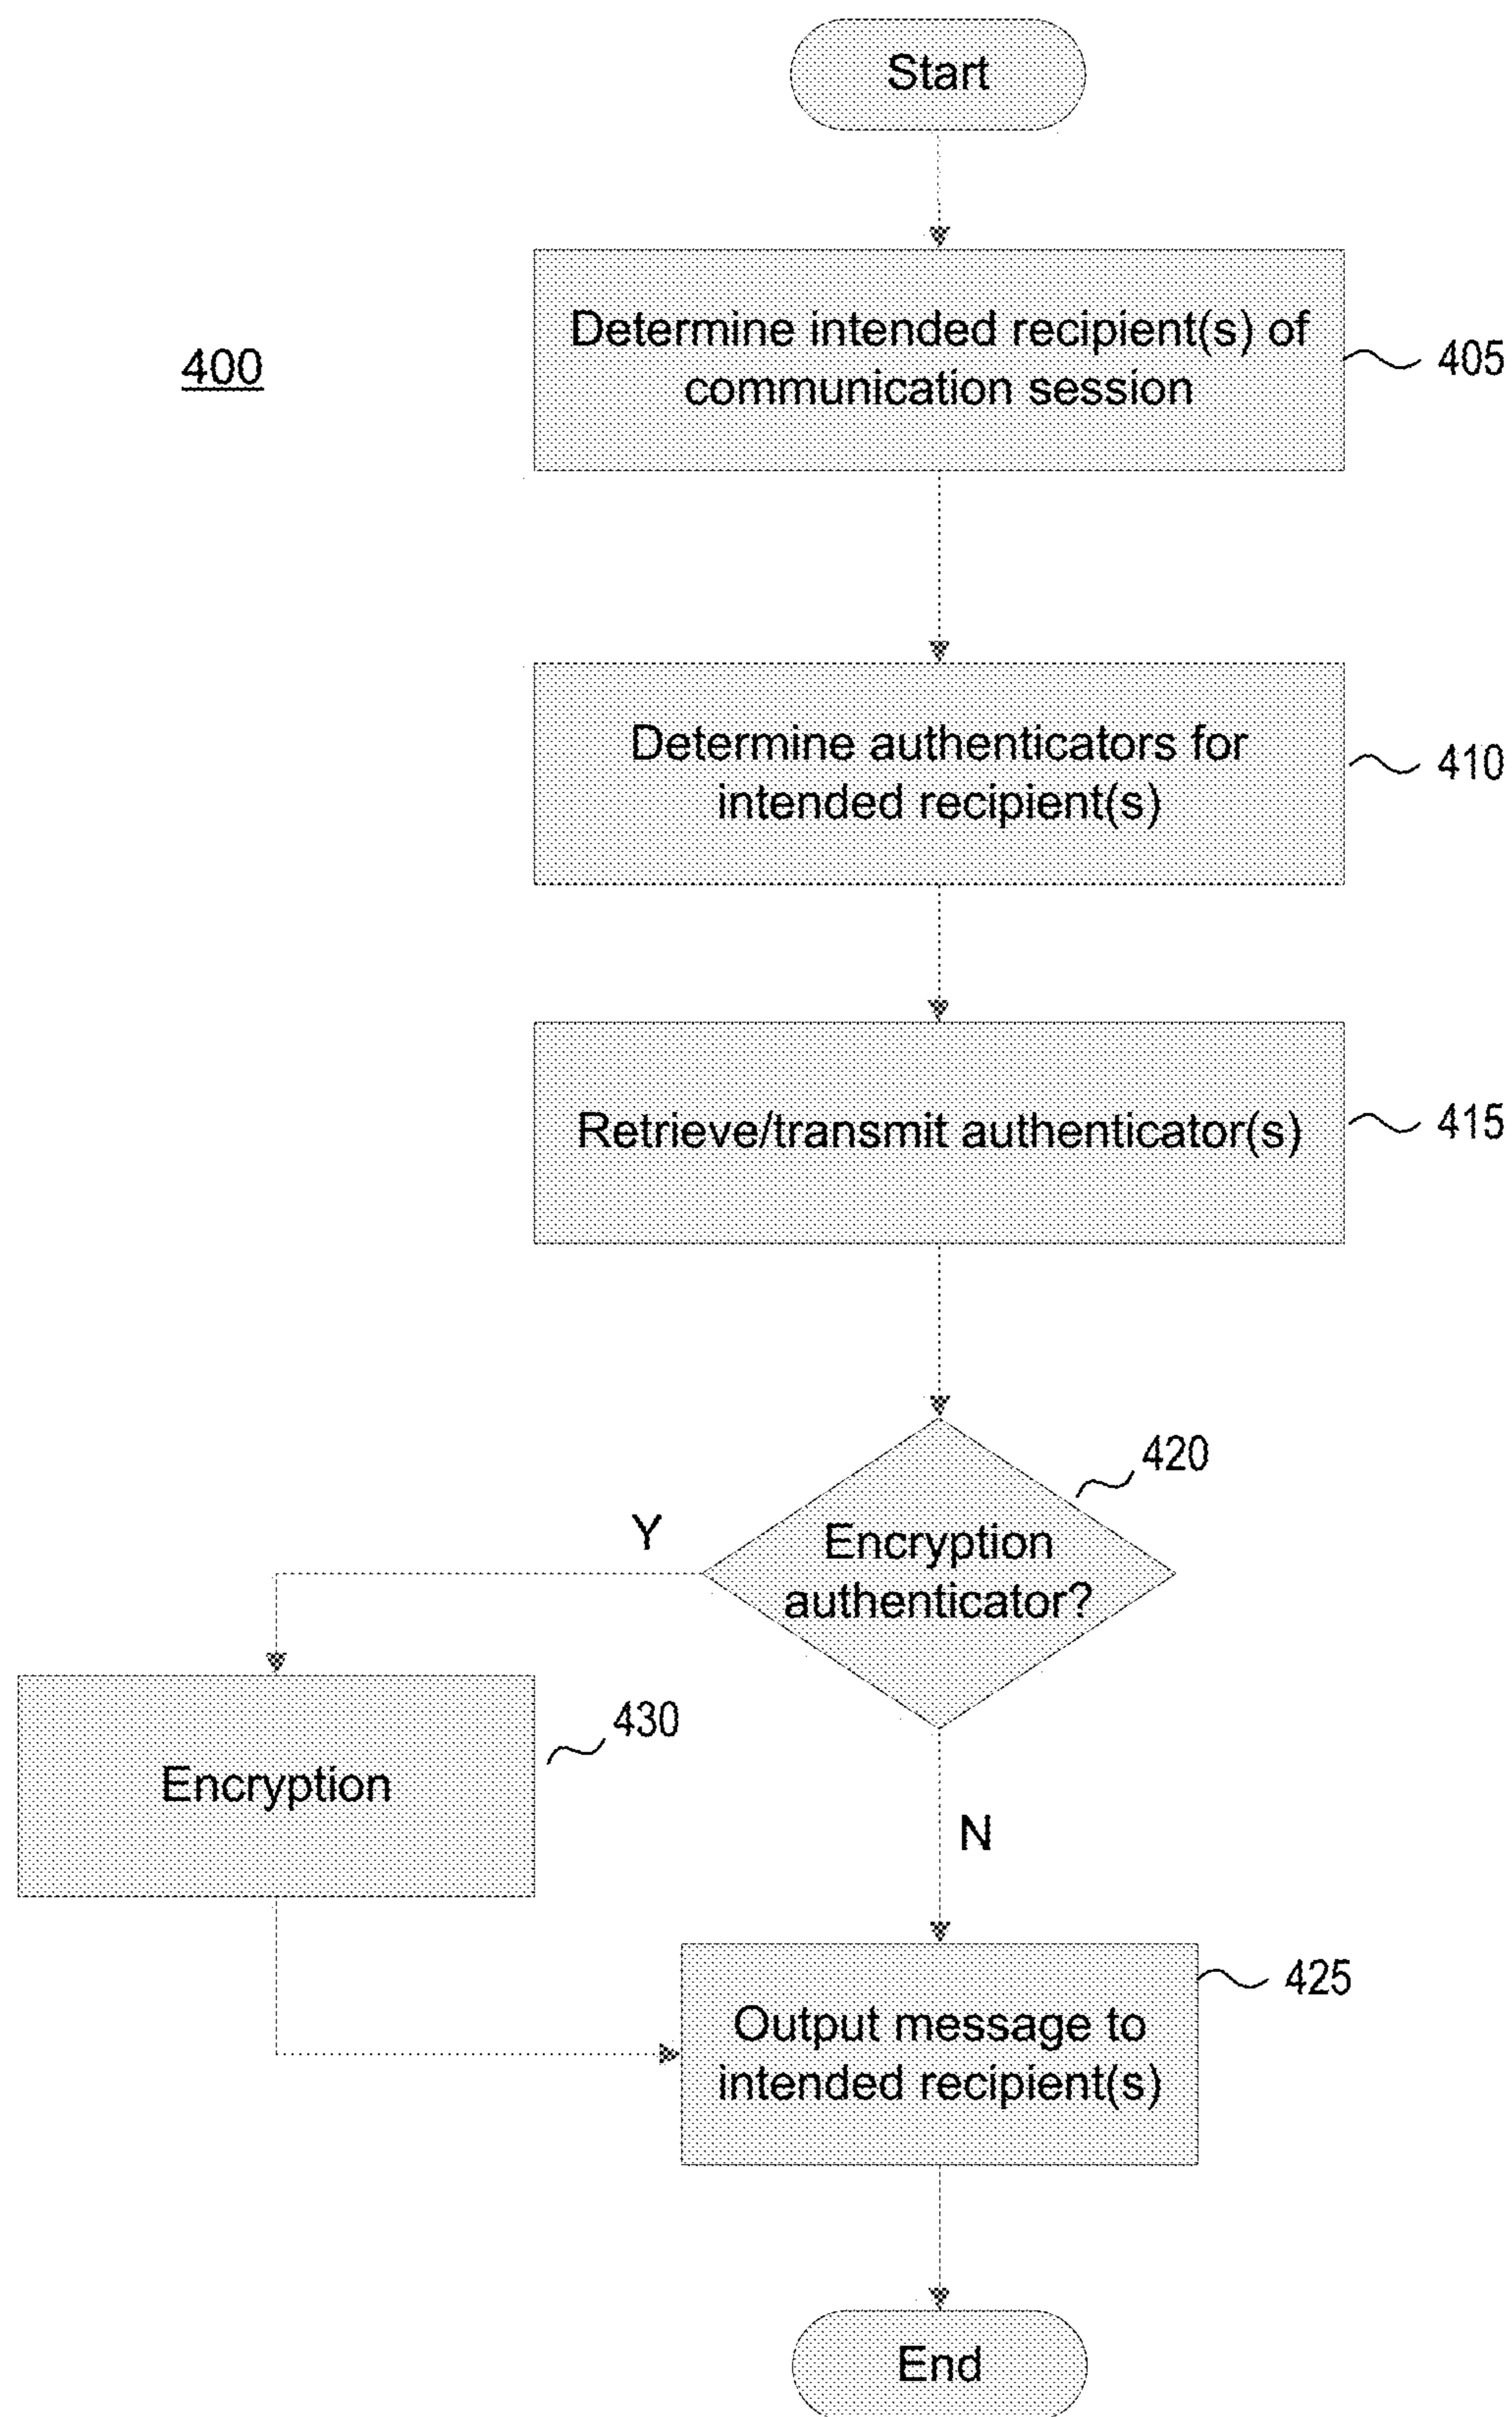 Start
400
Determine intended recipient(s) of
communication session
405
Determine authenticators for
intended recipient(s)
410
Retrieve/transmit authenticator(s)
415
420
Encryption
authenticator?
Y
430
Encryption
N
425
Output message to
intended recipient(s)
End